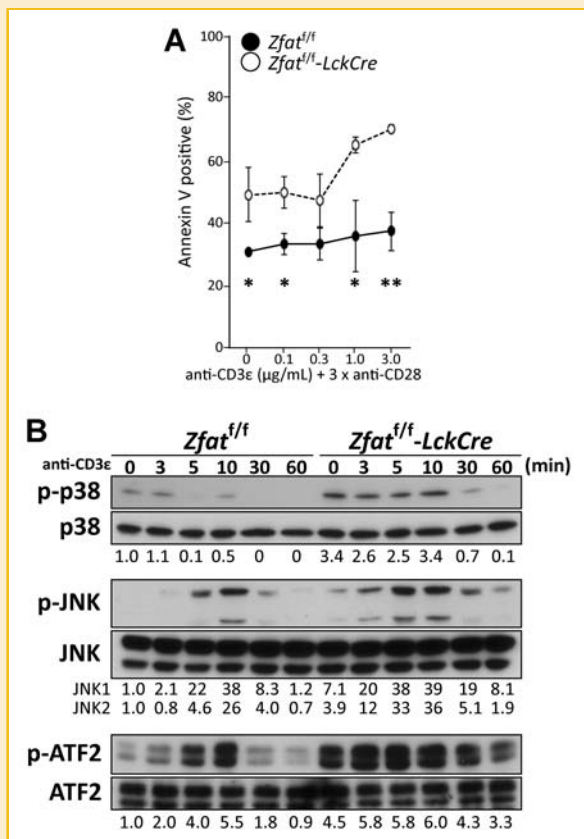 A
Zfat^f/f
Zfat^f/f-LckCre
100
80
60
40
20
0
Annexin V positive (%)
* * * **
0 0.1 0.3 1.0 3.0
anti-CD3ε (µg/mL) + 3 x anti-CD28
B
Zfat^f/f Zfat^f/f-LckCre
anti-CD3ε 0 3 5 10 30 60 0 3 5 10 30 60 (min)
p-p38
p38
1.0 1.1 0.1 0.5 0 0 3.4 2.6 2.5 3.4 0.7 0.1
p-JNK
JNK
JNK1 1.0 2.1 22 38 8.3 1.2 7.1 20 38 39 19 8.1
JNK2 1.0 0.8 4.6 26 4.0 0.7 3.9 12 33 36 5.1 1.9
p-ATF2
ATF2
1.0 2.0 4.0 5.5 1.8 0.9 4.5 5.8 5.8 6.0 4.3 3.3